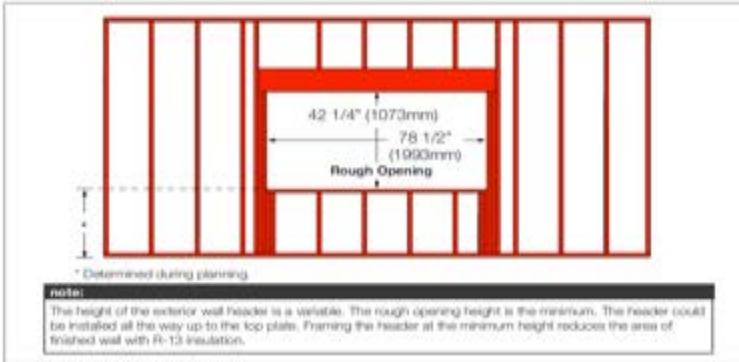 42 1/4" (1073mm)
78 1/2"
(1993mm)
Rough Opening
*
* Determined during planning.
note:
The height of the exterior wall header is a variable. The rough opening height is the minimum. The header could
be installed all the way up to the top plate. Framing the header at the minimum height reduces the area of
finished wall with R-13 insulation.